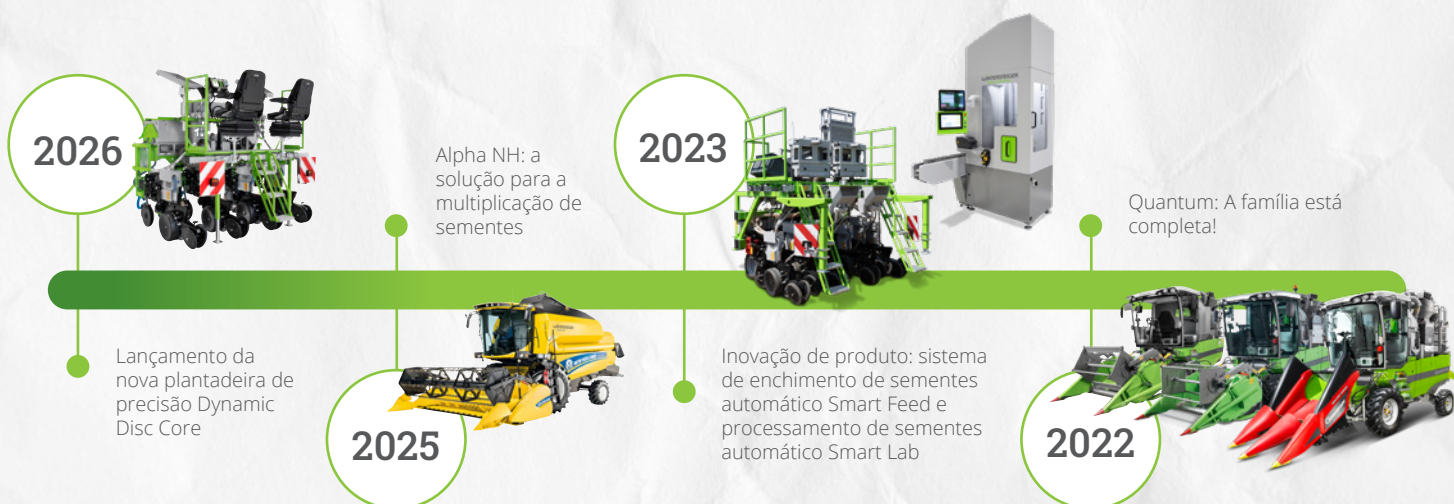 2026
Lançamento da
nova plantadeira de
precisão Dynamic
Disc Core
Alpha NH: a
solução para a
multiplicação de
sementes
2025
2023
Inovação de produto: sistema
de enchimento de sementes
automático Smart Feed e
processamento de sementes
automático Smart Lab
Quantum: A família está
completa!
2022
WINTERSTEIGER